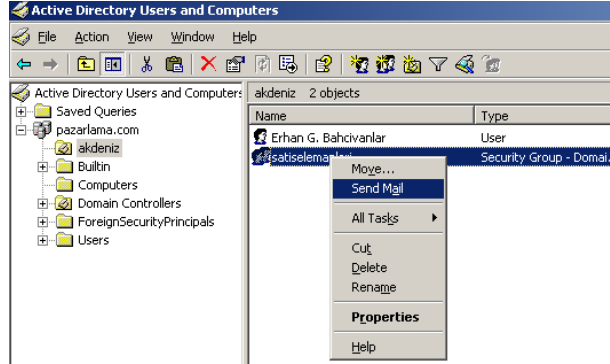 Active Directory Users and Computers
File Action View Window Help
Active Directory Users and Computers
akdeniz 2 objects
Saved Queries
pazarlama.com
akdeniz
Builtin
Computers
Domain Controllers
ForeignSecurityPrincipals
Users
Name Type
Erhan G. Bahcivanlar User
satiselemanlari Security Group - Domai.
Move...
Send Mail
All Tasks
Cut
Delete
Rename
Properties
Help